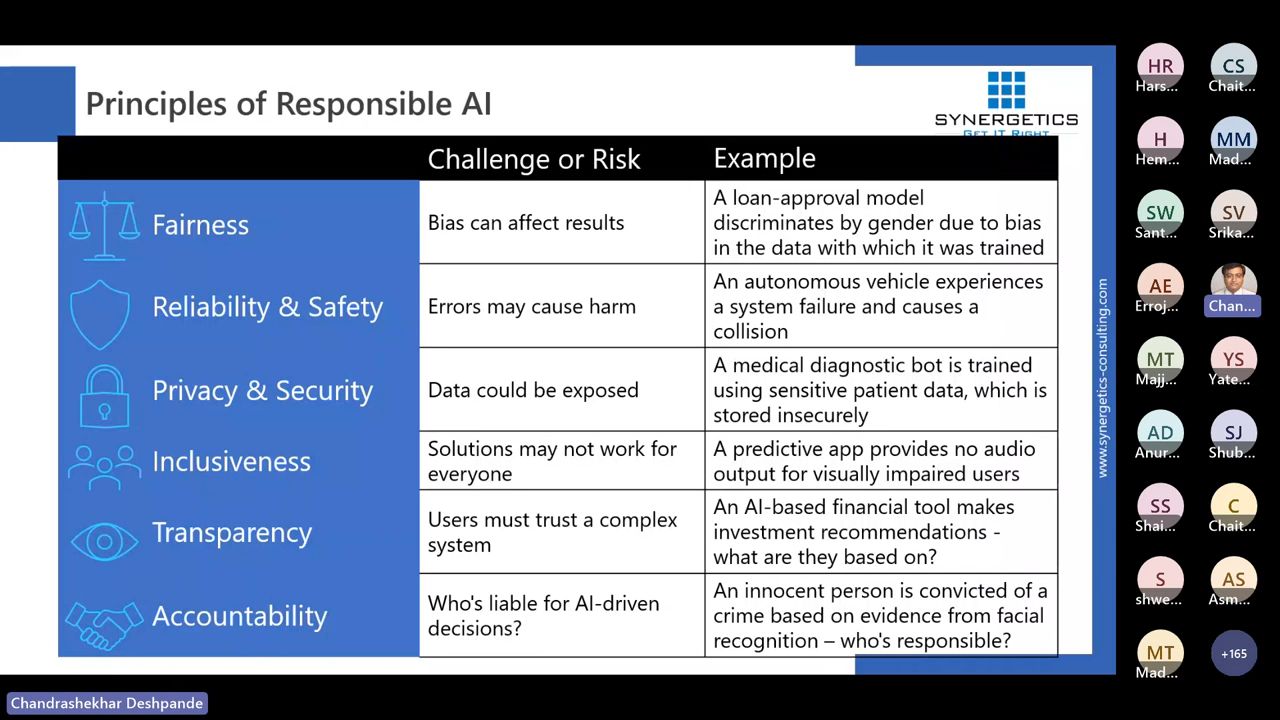 Principles of Responsible AI
SYNERGETICS
GET IT RIGHT
Challenge or Risk
Example
Fairness
Bias can affect results
A loan-approval model
discriminates by gender due to bias
in the data with which it was trained
Reliability & Safety
Errors may cause harm
An autonomous vehicle experiences
a system failure and causes a
collision
Privacy & Security
Data could be exposed
A medical diagnostic bot is trained
using sensitive patient data, which is
stored insecurely
Inclusiveness
Solutions may not work for
everyone
A predictive app provides no audio
output for visually impaired users
Transparency
Users must trust a complex
system
An AI-based financial tool makes
investment recommendations -
what are they based on?
Accountability
Who's liable for AI-driven
decisions?
An innocent person is convicted of a
crime based on evidence from facial
recognition – who's responsible?
www.synergetics-consulting.com
HR
Hars...
CS
Chait...
H
Hem...
MM
Mad...
SW
Sant...
SV
Srika...
AE
Erroj...
Chan...
MT
Majj...
YS
Yate...
AD
Anur...
SJ
Shub...
SS
Shai...
C
Chait...
S
shwe...
AS
Asm...
MT
Mad...
+165
Chandrashekhar Deshpande